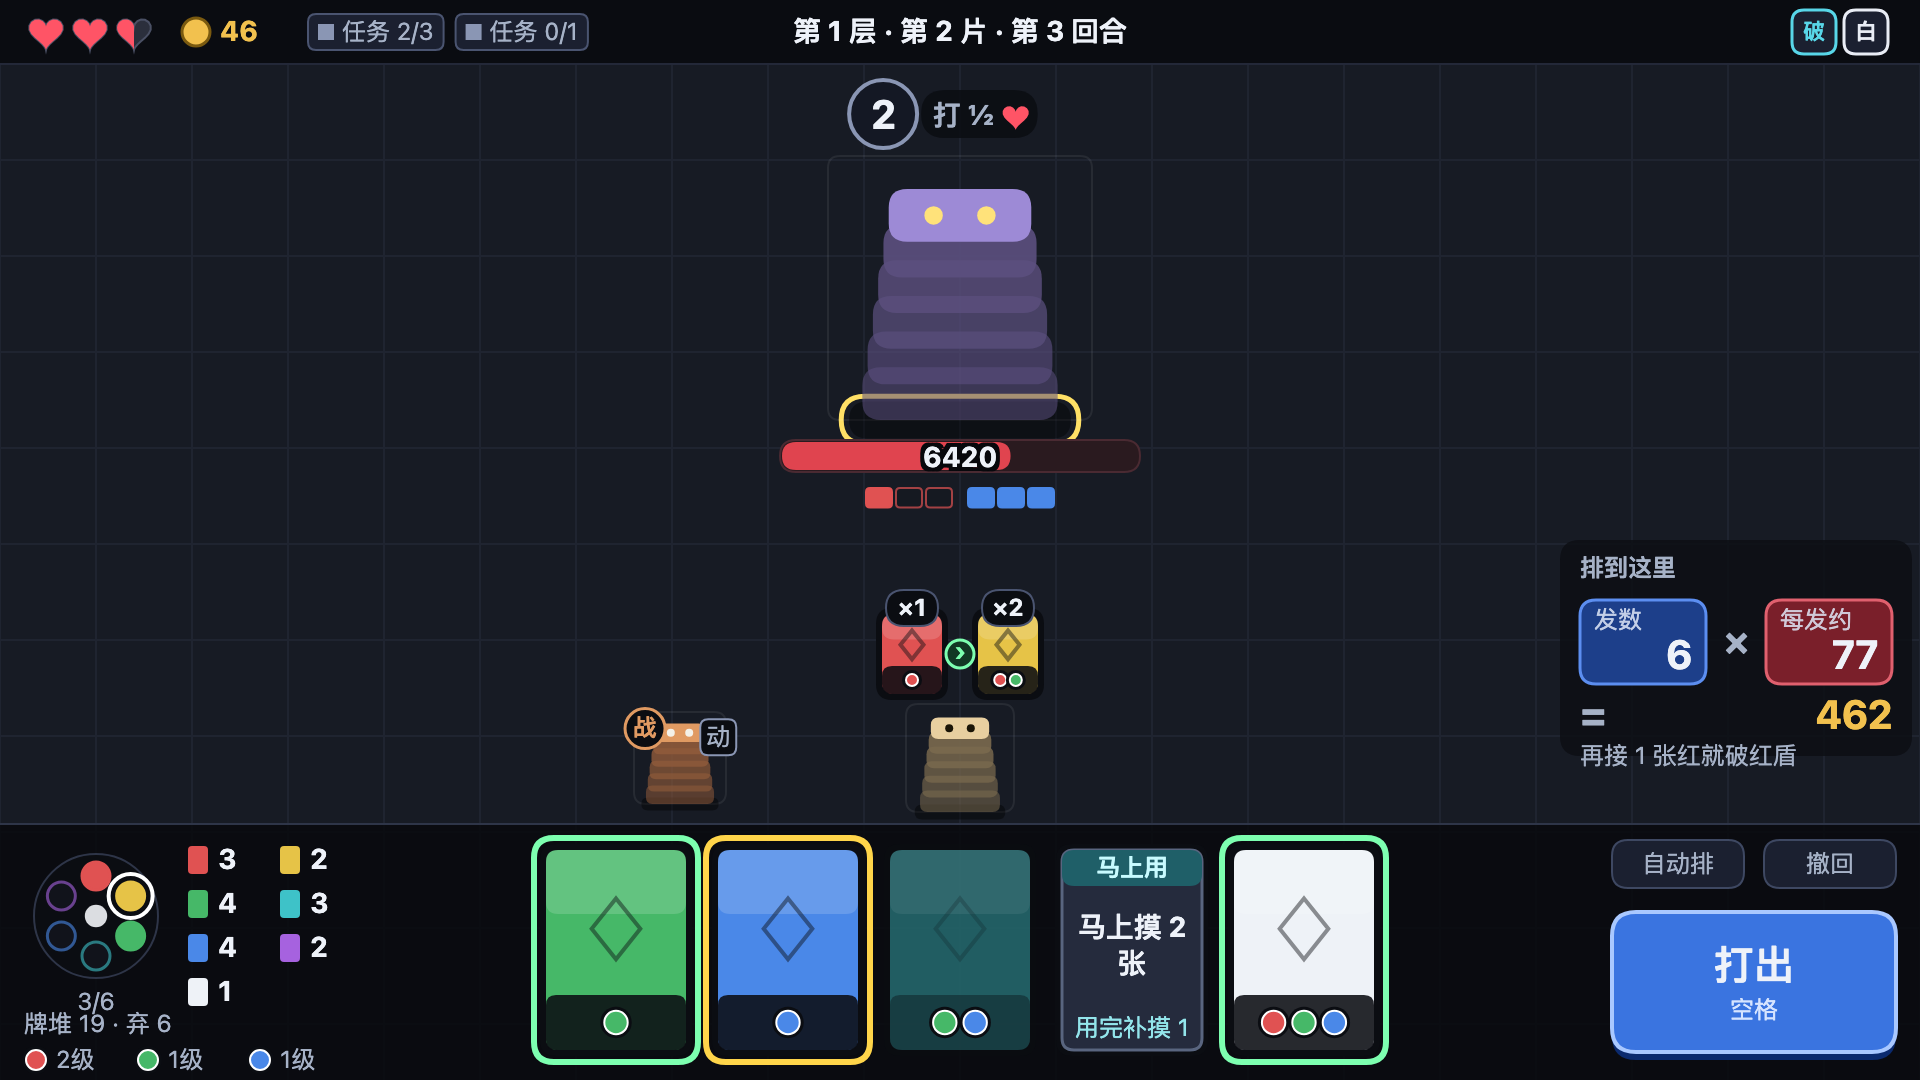 46
任务 2/3
任务 0/1
第 1 层 · 第 2 片 · 第 3 回合
破
白
2
打 ½
6420
排到这里
发数
6
×
每发约
77
=
462
再接 1 张红就破红盾
×1
›
×2
战
动
3
2
4
3
4
2
1
3/6
牌堆 19 · 弃 6
2级
1级
1级
马上用
马上摸 2
张
用完补摸 1
自动排
撤回
打出
空格